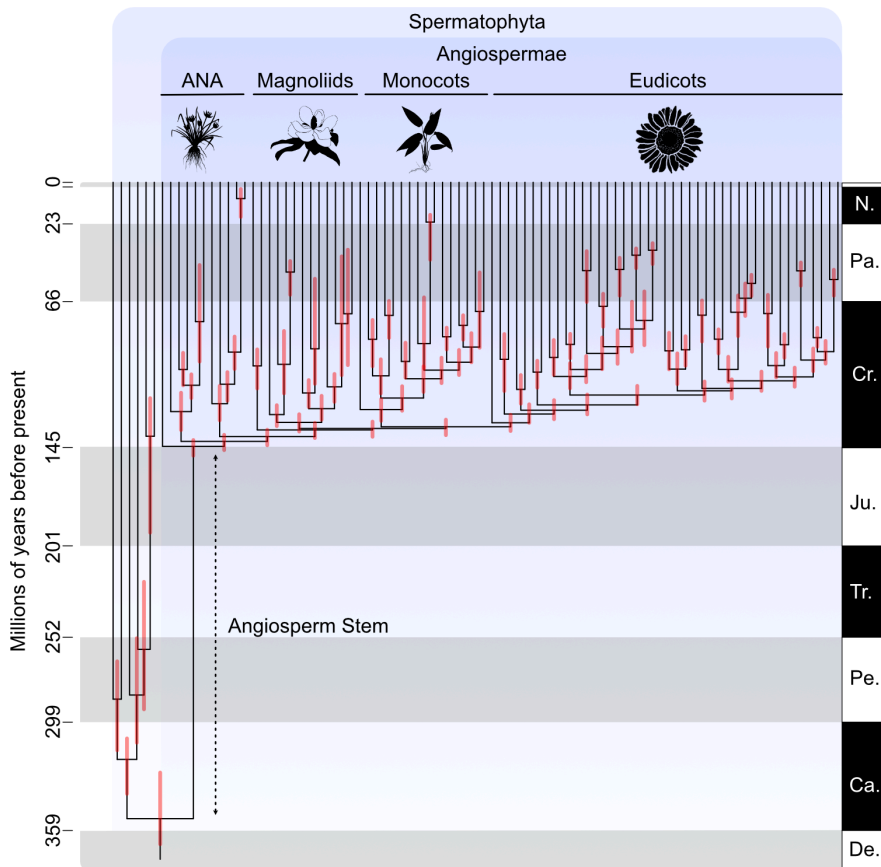 Spermatophyta
Angiospermae
ANA Magnoliids Monocots Eudicots
Millions of years before present
0
23
66
145
201
252
299
359
N.
Pa.
Cr.
Ju.
Tr.
Pe.
Ca.
De.
Angiosperm Stem